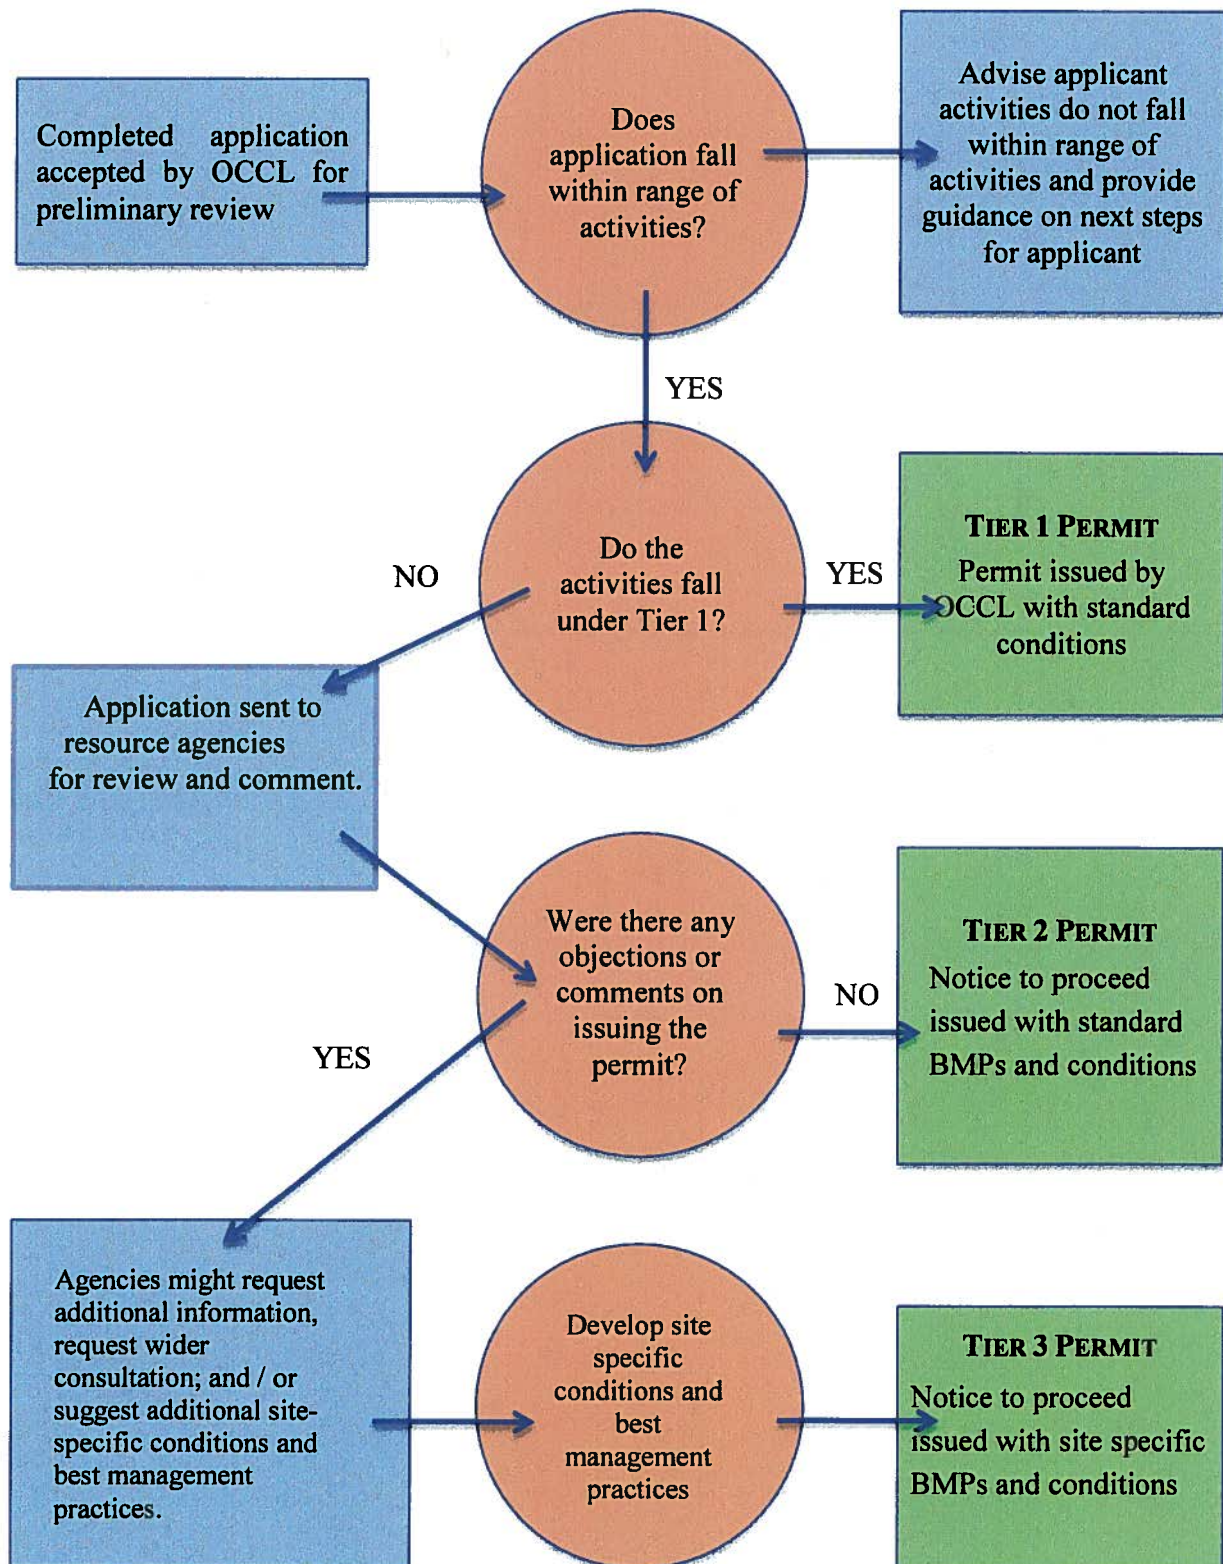 Completed application
accepted by OCCL for
preliminary review
Does
application fall
within range of
activities?
Advise applicant
activities do not fall
within range of
activities and provide
guidance on next steps
for applicant
YES
Do the
activities fall
under Tier 1?
NO
YES
TIER 1 PERMIT
Permit issued by
OCCL with standard
conditions
Application sent to
resource agencies
for review and comment.
Were there any
objections or
comments on
issuing the
permit?
NO
YES
TIER 2 PERMIT
Notice to proceed
issued with standard
BMPs and conditions
Agencies might request
additional information,
request wider
consultation; and / or
suggest additional site-
specific conditions and
best management
practices.
Develop site
specific
conditions and
best
management
practices
TIER 3 PERMIT
Notice to proceed
issued with site specific
BMPs and conditions